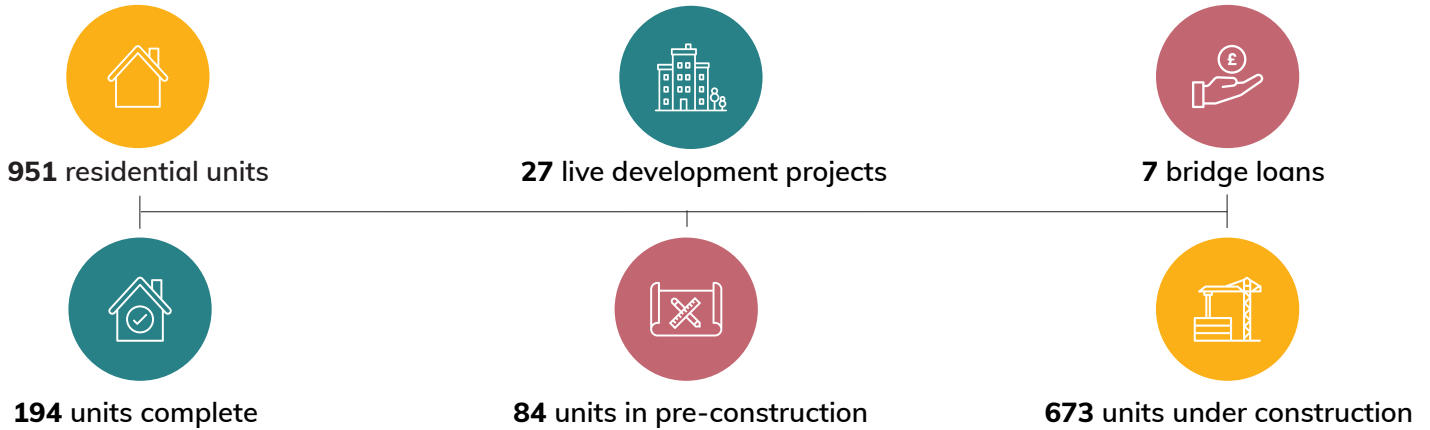 £
951 residential units
27 live development projects
7 bridge loans
194 units complete
84 units in pre-construction
673 units under construction